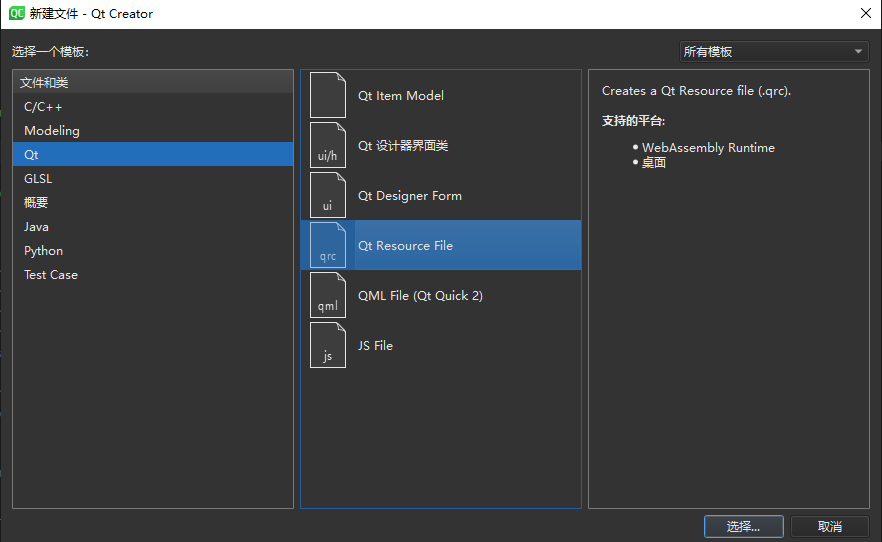 QC 新建文件 - Qt Creator
选择一个模板:
所有模板
文件和类
C/C++
Modeling
Qt
GLSL
概要
Java
Python
Test Case
Qt Item Model
ui/h
Qt 设计器界面类
ui
Qt Designer Form
qrc
Qt Resource File
qml
QML File (Qt Quick 2)
js
JS File
Creates a Qt Resource file (.qrc).
支持的平台:
• WebAssembly Runtime
• 桌面
选择...
取消